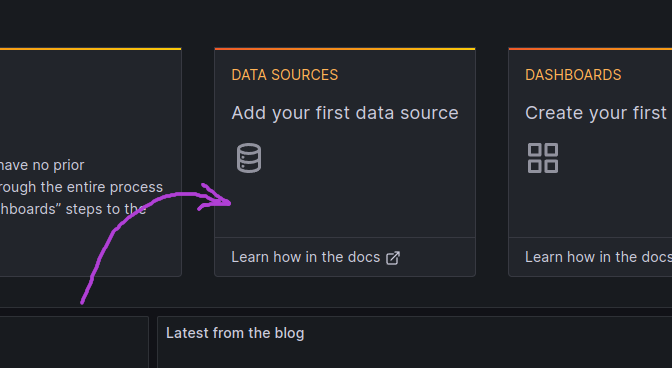 have no prior
rough the entire process
hboards” steps to the
DATA SOURCES
Add your first data source
Learn how in the docs
DASHBOARDS
Create your first
Learn how in the docs
Latest from the blog